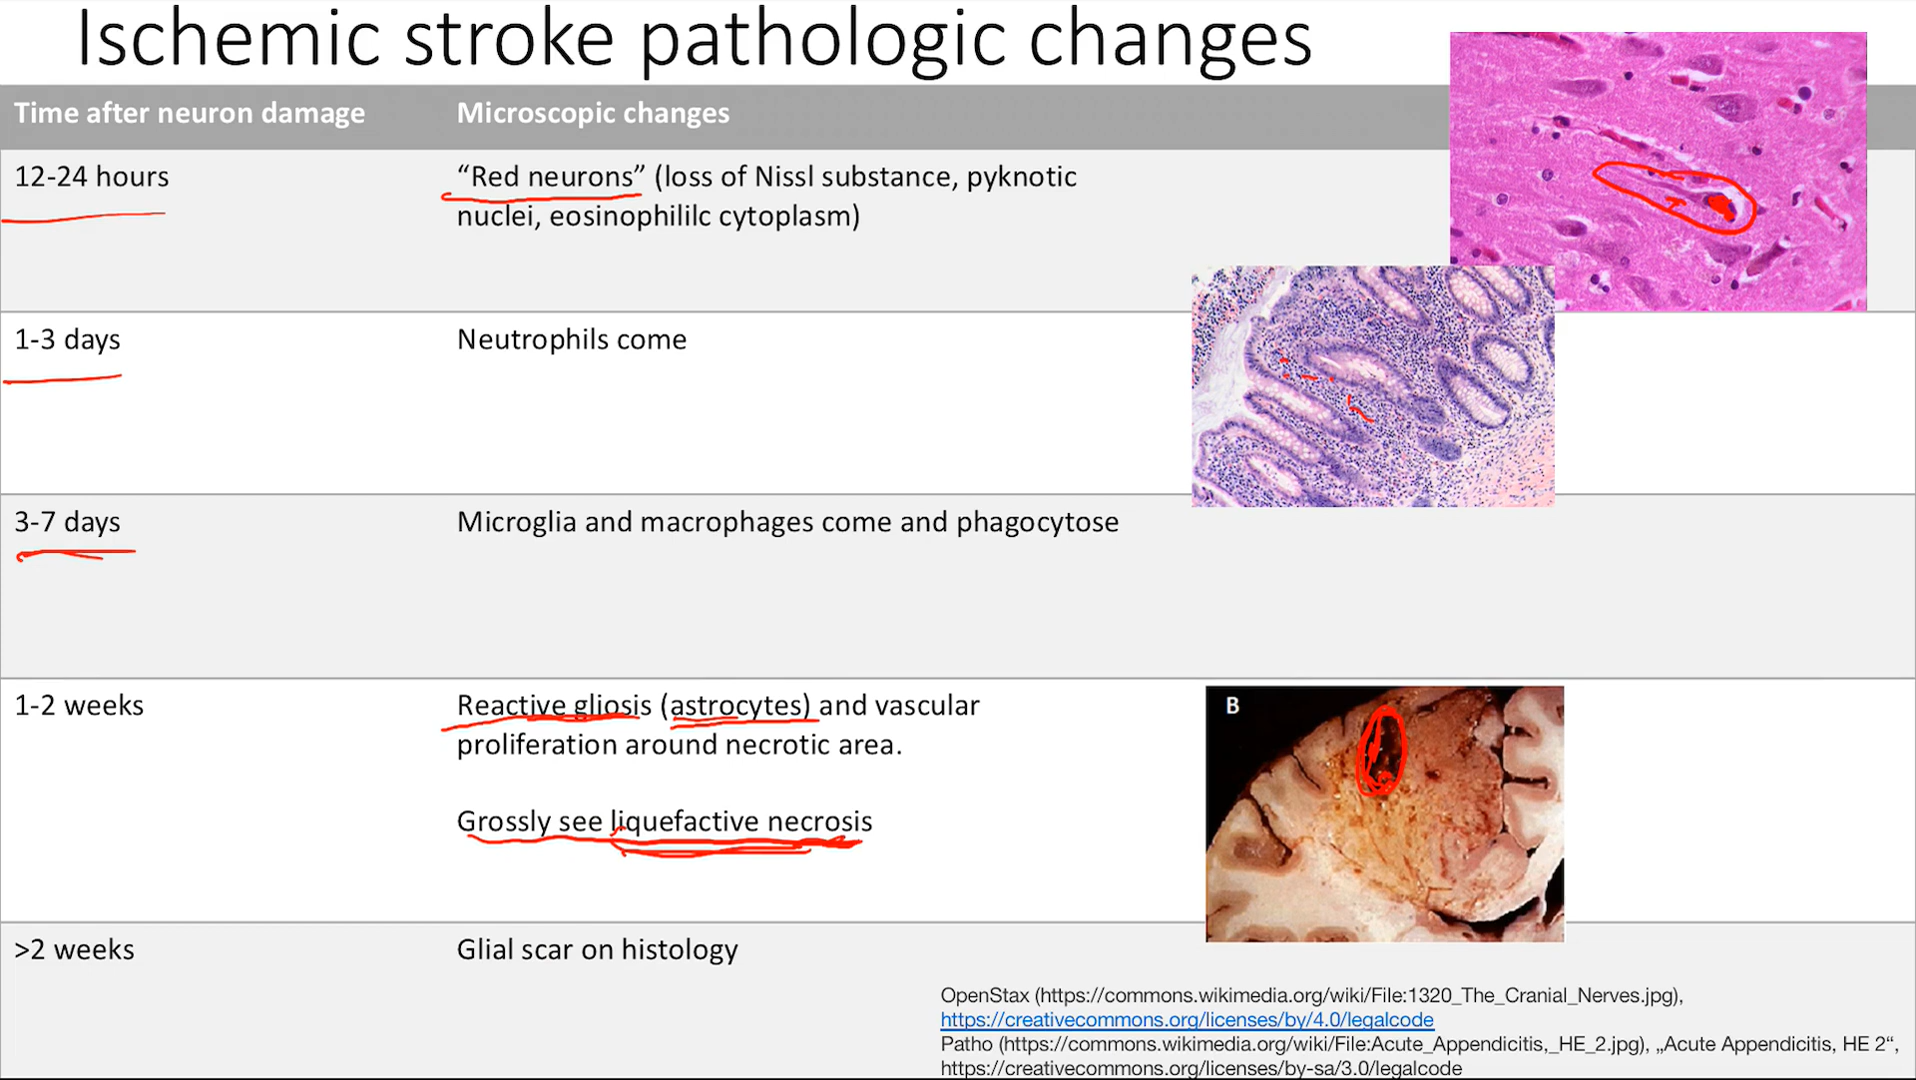 Ischemic stroke pathologic changes
Time after neuron damage
Microscopic changes
12-24 hours
“Red neurons” (loss of Nissl substance, pyknotic
nuclei, eosinophililc cytoplasm)
1-3 days
Neutrophils come
3-7 days
Microglia and macrophages come and phagocytose
1-2 weeks
Reactive gliosis (astrocytes) and vascular
proliferation around necrotic area.
Grossly see liquefactive necrosis
B
>2 weeks
Glial scar on histology
OpenStax (https://commons.wikimedia.org/wiki/File:1320_The_Cranial_Nerves.jpg),
https://creativecommons.org/licenses/by/4.0/legalcode
Patho (https://commons.wikimedia.org/wiki/File:Acute_Appendicitis,_HE_2.jpg), „Acute Appendicitis, HE 2“,
https://creativecommons.org/licenses/by-sa/3.0/legalcode